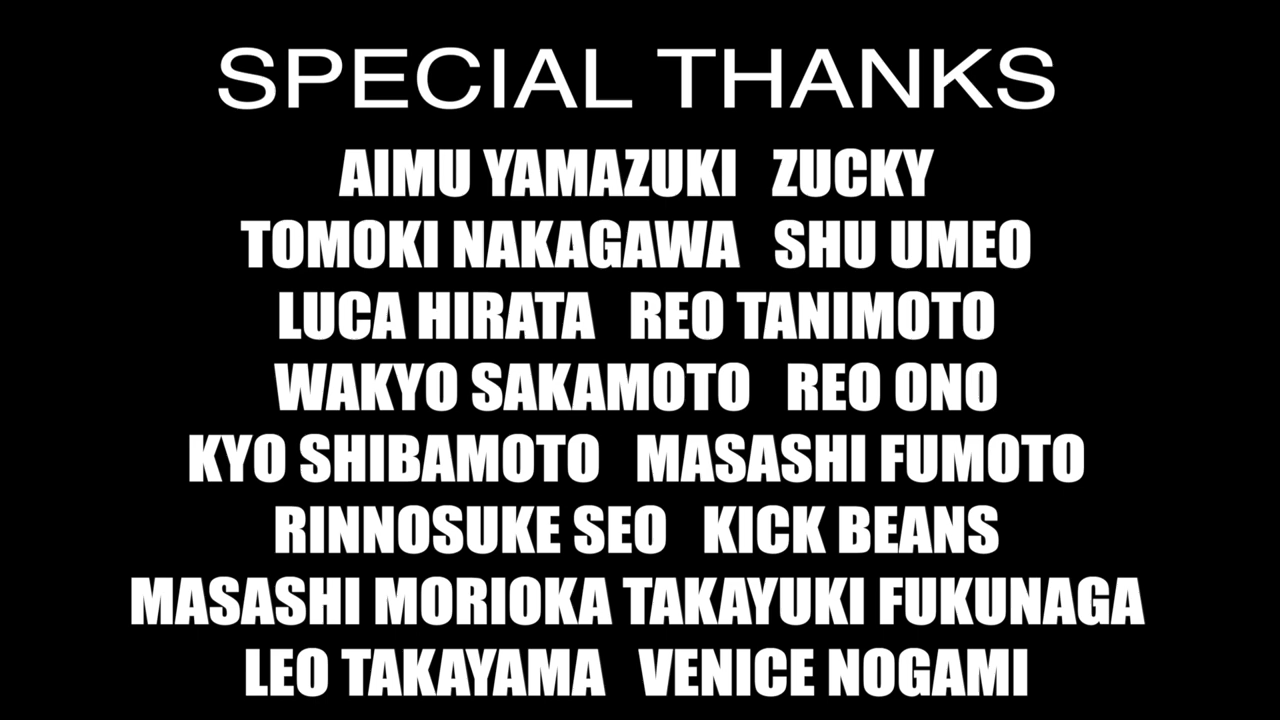 SPECIAL THANKS
AIMU YAMAZUKI ZUCKY
TOMOKI NAKAGAWA SHU UMEO
LUCA HIRATA REO TANIMOTO
WAKYO SAKAMOTO REO ONO
KYO SHIBAMOTO MASASHI FUMOTO
RINNOSUKE SEO KICK BEANS
MASASHI MORIOKA TAKAYUKI FUKUNAGA
LEO TAKAYAMA VENICE NOGAMI